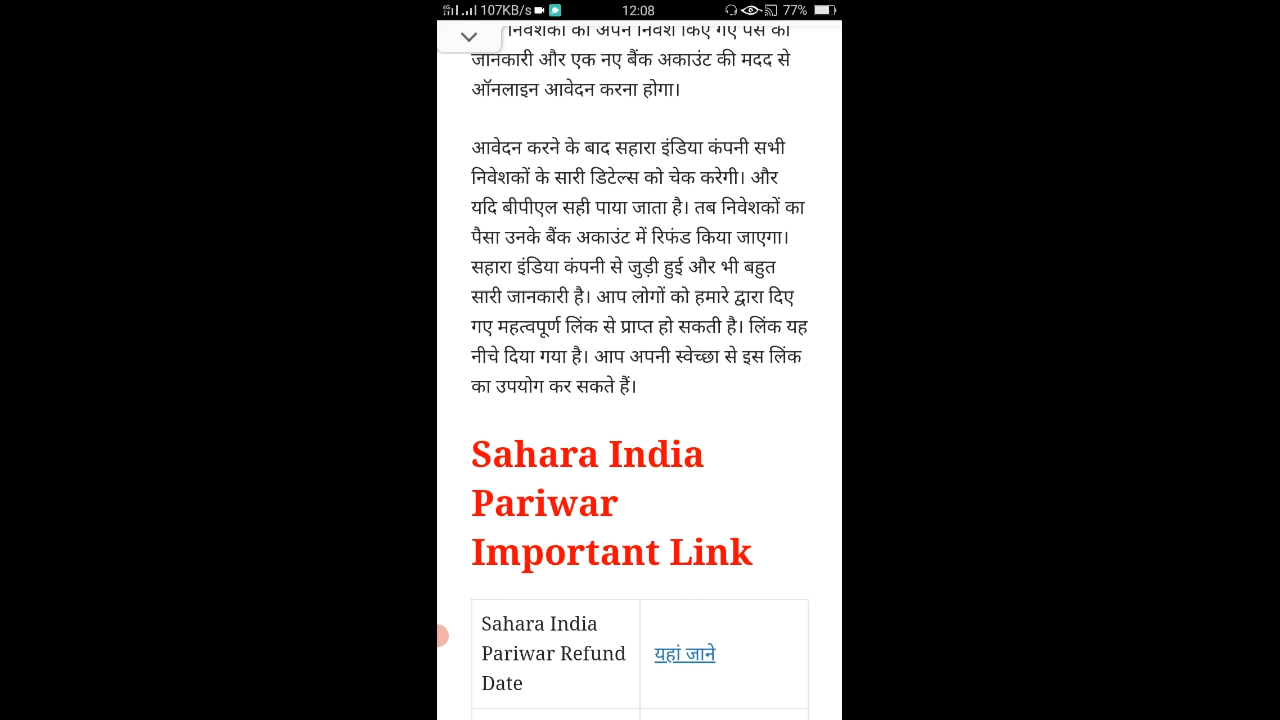 107KB/s 12:08 77%
जानकारी और एक नए बैंक अकाउंट की मदद से
ऑनलाइन आवेदन करना होगा।
आवेदन करने के बाद सहारा इंडिया कंपनी सभी
निवेशकों के सारी डिटेल्स को चेक करेगी। और
यदि बीपीएल सही पाया जाता है। तब निवेशकों का
पैसा उनके बैंक अकाउंट में रिफंड किया जाएगा।
सहारा इंडिया कंपनी से जुड़ी हुई और भी बहुत
सारी जानकारी है। आप लोगों को हमारे द्वारा दिए
गए महत्वपूर्ण लिंक से प्राप्त हो सकती है। लिंक यह
नीचे दिया गया है। आप अपनी स्वेच्छा से इस लिंक
का उपयोग कर सकते हैं।
Sahara India
Pariwar
Important Link
Sahara India
Pariwar Refund
Date
यहां जाने